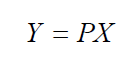 Y = PX